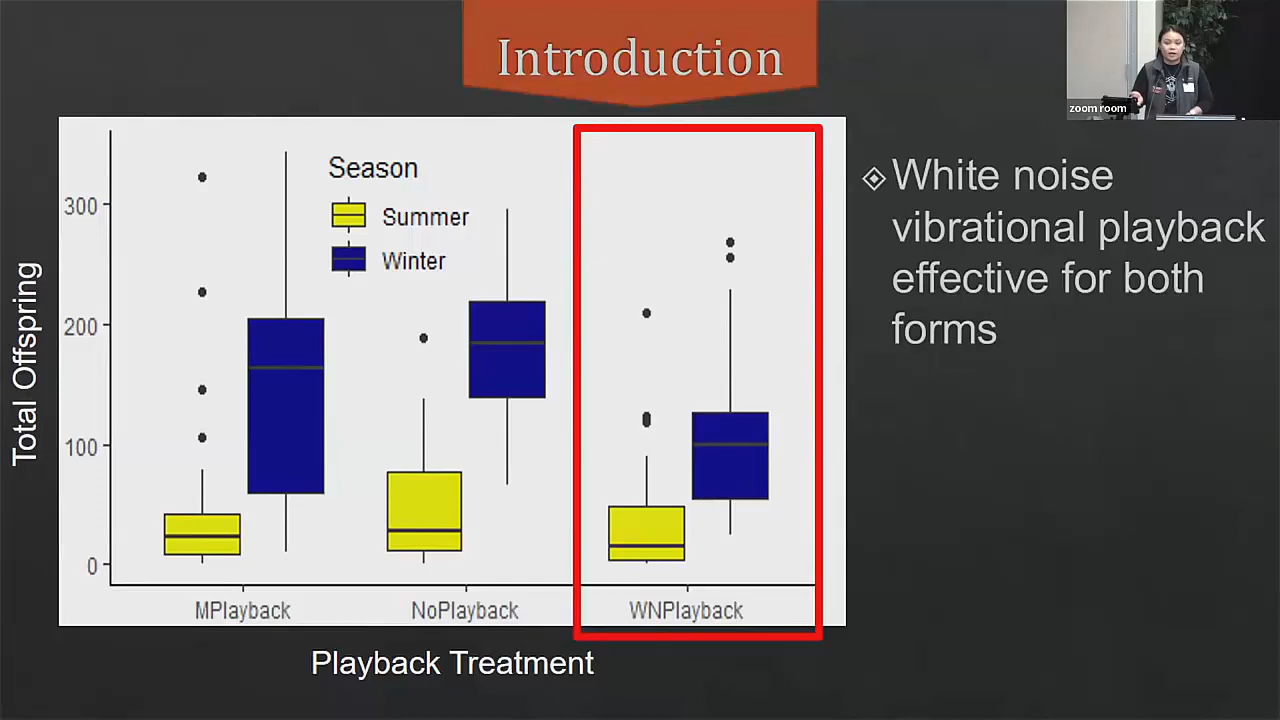 Introduction
zoom room
Season
Summer
Winter
Total Offspring
300
200
100
0
MPlayback
NoPlayback
WNPlayback
Playback Treatment
White noise
vibrational playback
effective for both
forms